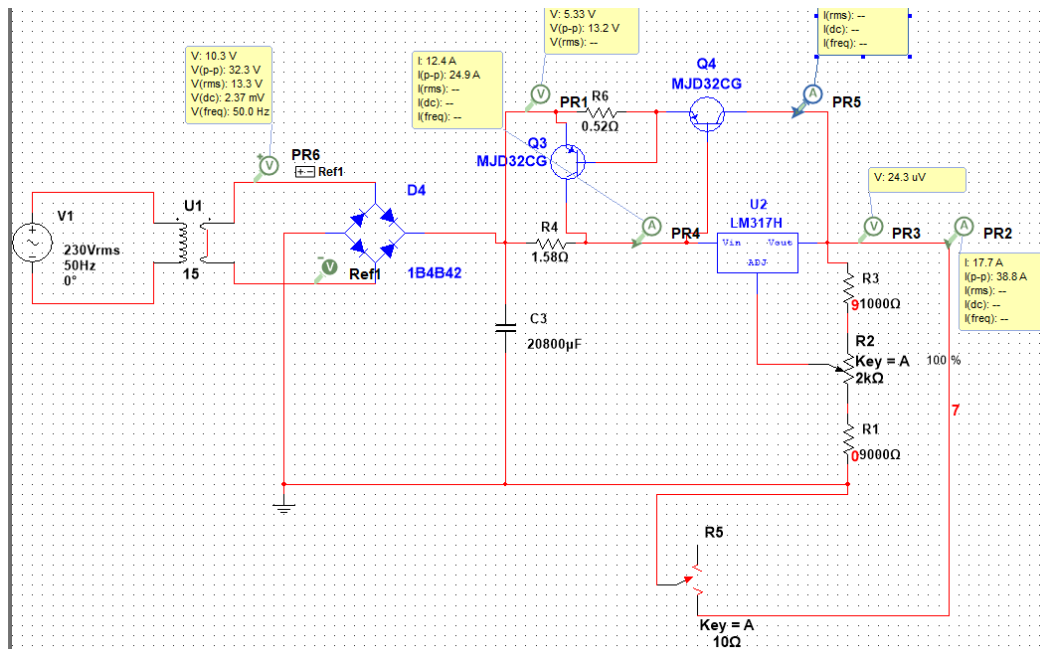 V: 5.33 V
V(p-p): 13.2 V
V(rms): --
I(rms): --
I(dc): --
I(freq): --
V: 10.3 V
V(p-p): 32.3 V
V(rms): 13.3 V
V(dc): 2.37 mV
V(freq): 50.0 Hz
I: 12.4 A
I(p-p): 24.9 A
I(rms): --
I(dc): --
I(freq): --
Q4
MJD32CG
V
PR1
R6
0.52Ω
A
PR5
Q3
MJD32CG
V
PR6
+ - Ref1
D4
V: 24.3 uV
V1
230Vrms
50Hz
0°
U1
15
V
Ref1
1B4B42
R4
1.58Ω
A
PR4
U2
LM317H
Vin Vout
ADJ
V
PR3
A
PR2
I: 17.7 A
I(p-p): 38.8 A
I(rms): --
I(dc): --
I(freq): --
C3
20800µF
R3
91000Ω
R2
Key = A
100 %
2kΩ
7
R1
09000Ω
R5
Key = A
10Ω